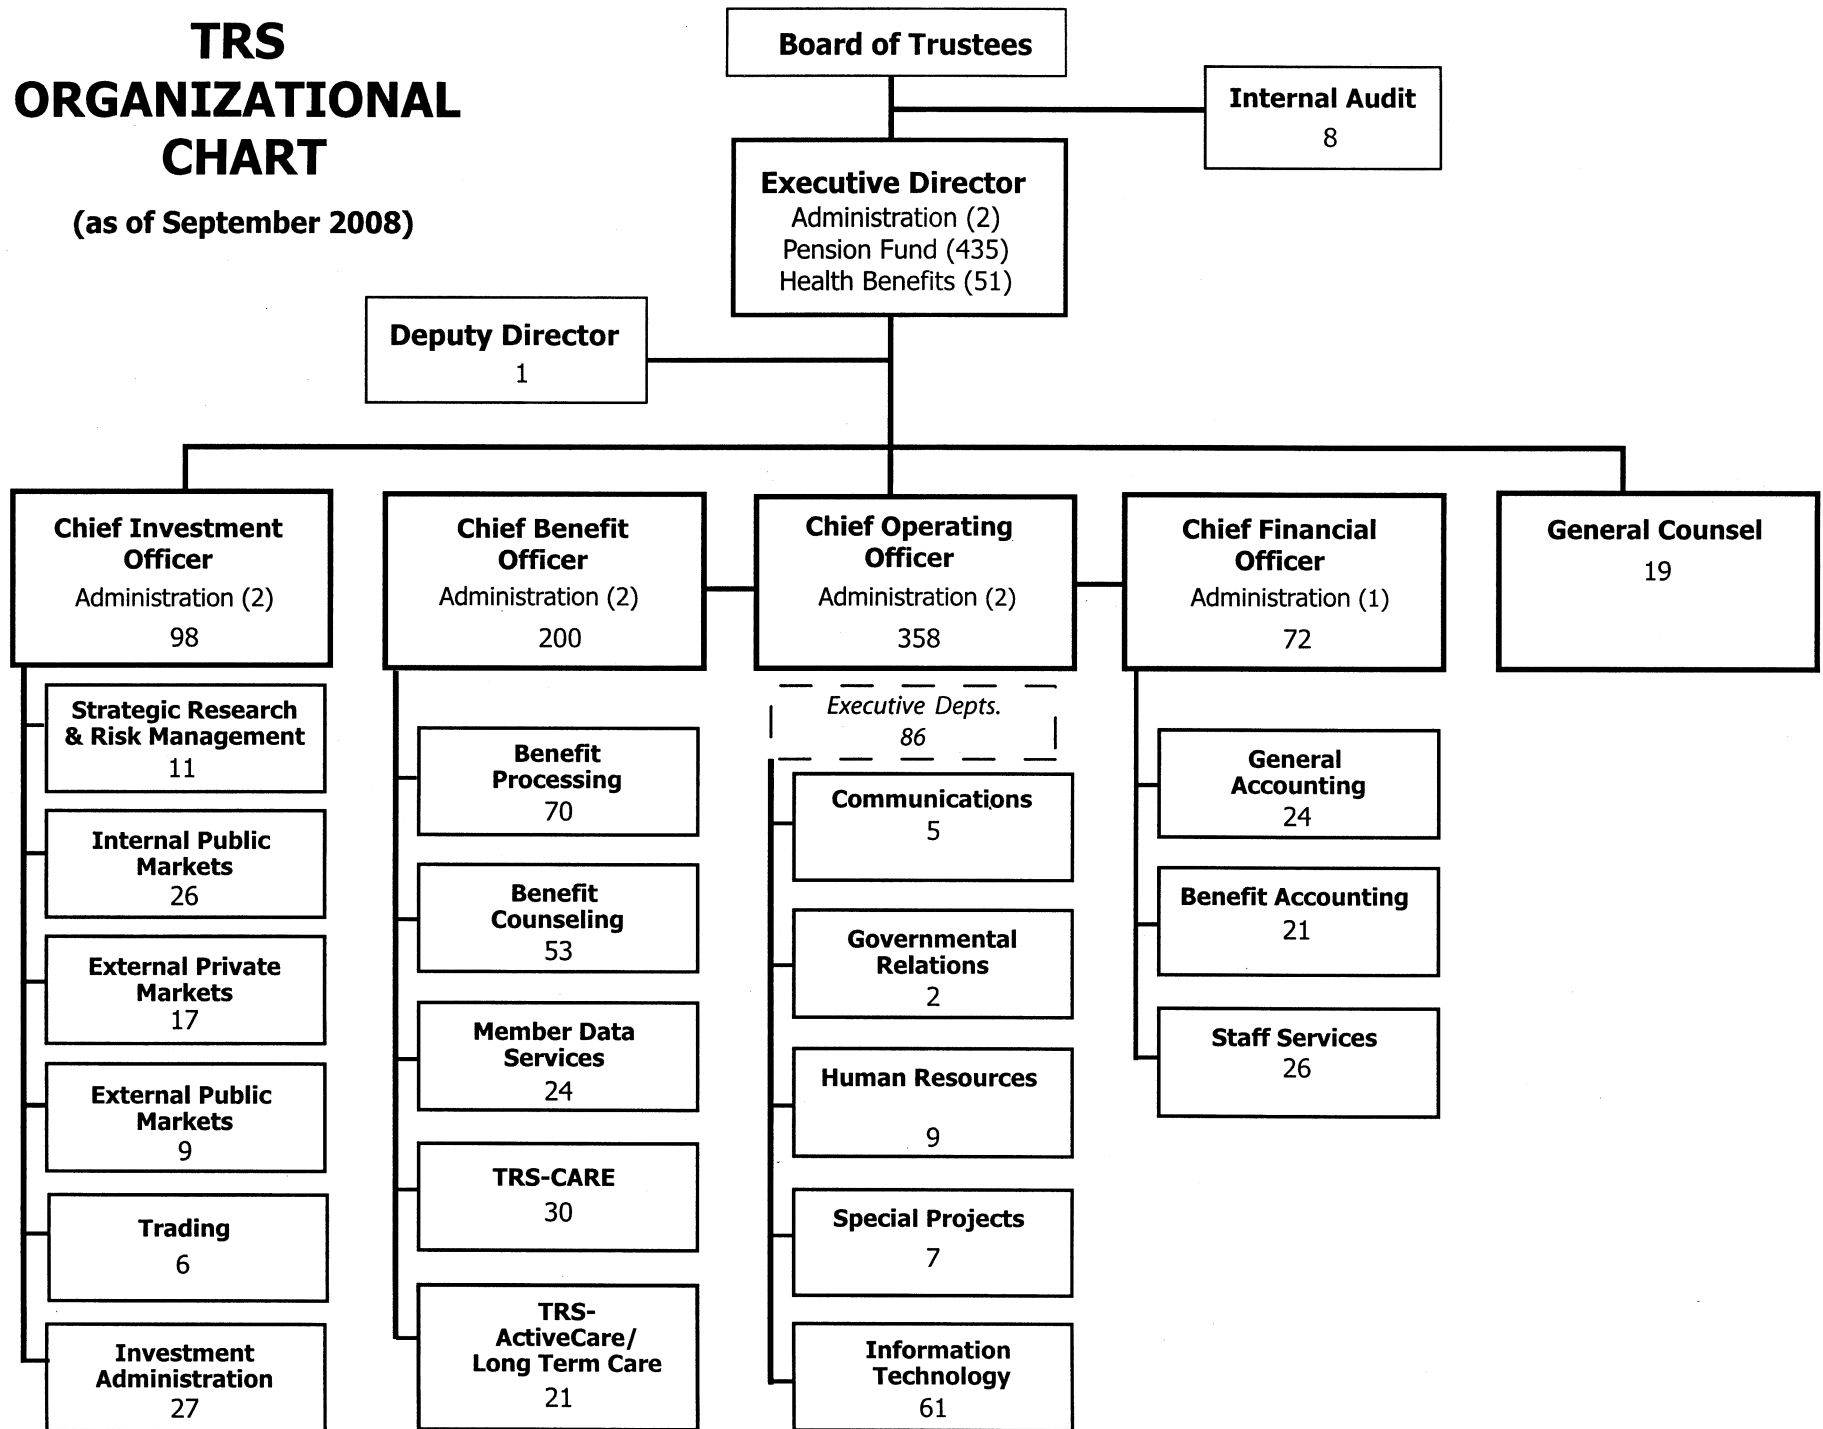 TRS
ORGANIZATIONAL
CHART
(as of September 2008)
Board of Trustees
Internal Audit
8
Executive Director
Administration (2)
Pension Fund (435)
Health Benefits (51)
Deputy Director
1
Chief Investment
Officer
Administration (2)
98
Strategic Research
& Risk Management
11
Internal Public
Markets
26
External Private
Markets
17
External Public
Markets
9
Trading
6
Investment
Administration
27
Chief Benefit
Officer
Administration (2)
200
Benefit
Processing
70
Benefit
Counseling
53
Member Data
Services
24
TRS-CARE
30
TRS-
ActiveCare/
Long Term Care
21
Chief Operating
Officer
Administration (2)
358
Executive Depts.
86
Communications
5
Governmental
Relations
2
Human Resources
9
Special Projects
7
Information
Technology
61
Chief Financial
Officer
Administration (1)
72
General
Accounting
24
Benefit Accounting
21
Staff Services
26
General Counsel
19